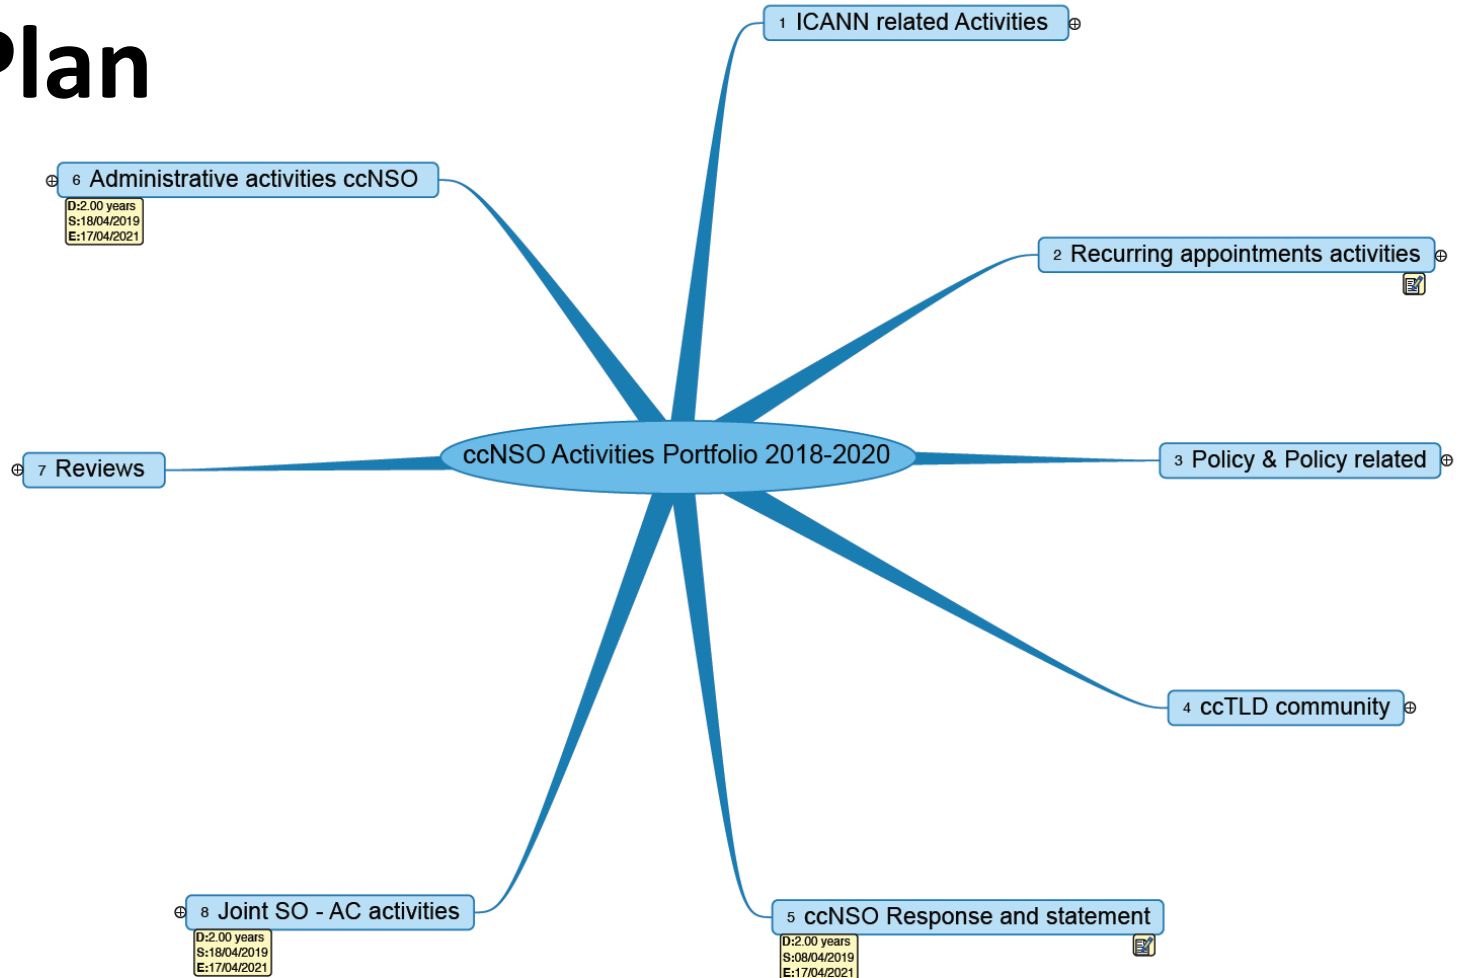 Plan
1 ICANN related Activities
6 Administrative activities ccNSO
D:2.00 years
S:18/04/2019
E:17/04/2021
2 Recurring appointments activities
ccNSO Activities Portfolio 2018-2020
7 Reviews
3 Policy & Policy related
4 ccTLD community
8 Joint SO - AC activities
D:2.00 years
S:18/04/2019
E:17/04/2021
5 ccNSO Response and statement
D:2.00 years
S:08/04/2019
E:17/04/2021